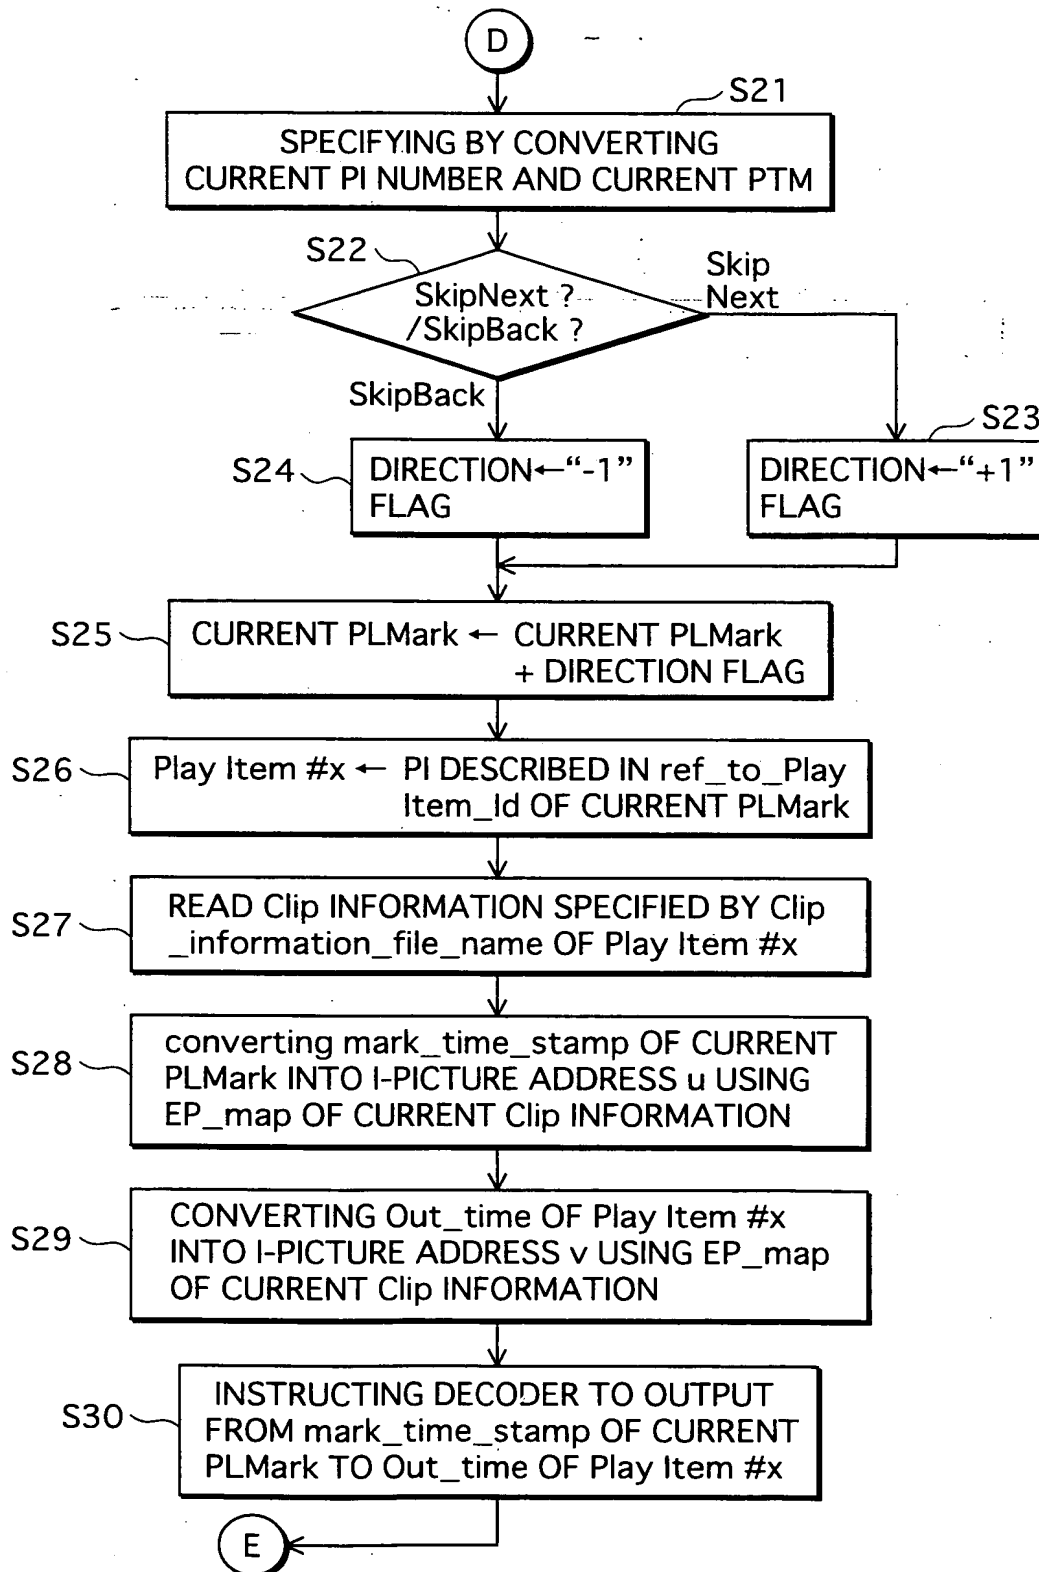 D
S21
SPECIFYING BY CONVERTING
CURRENT PI NUMBER AND CURRENT PTM
S22
SkipNext ?
/SkipBack ?
Skip
Next
SkipBack
S23
S24
DIRECTION←“-1”
FLAG
DIRECTION←“+1”
FLAG
S25
CURRENT PLMark ← CURRENT PLMark
+ DIRECTION FLAG
S26
Play Item #x ← PI DESCRIBED IN ref_to_Play
Item_Id OF CURRENT PLMark
S27
READ Clip INFORMATION SPECIFIED BY Clip
_information_file_name OF Play Item #x
S28
converting mark_time_stamp OF CURRENT
PLMark INTO I-PICTURE ADDRESS u USING
EP_map OF CURRENT Clip INFORMATION
S29
CONVERTING Out_time OF Play Item #x
INTO I-PICTURE ADDRESS v USING EP_map
OF CURRENT Clip INFORMATION
S30
INSTRUCTING DECODER TO OUTPUT
FROM mark_time_stamp OF CURRENT
PLMark TO Out_time OF Play Item #x
E